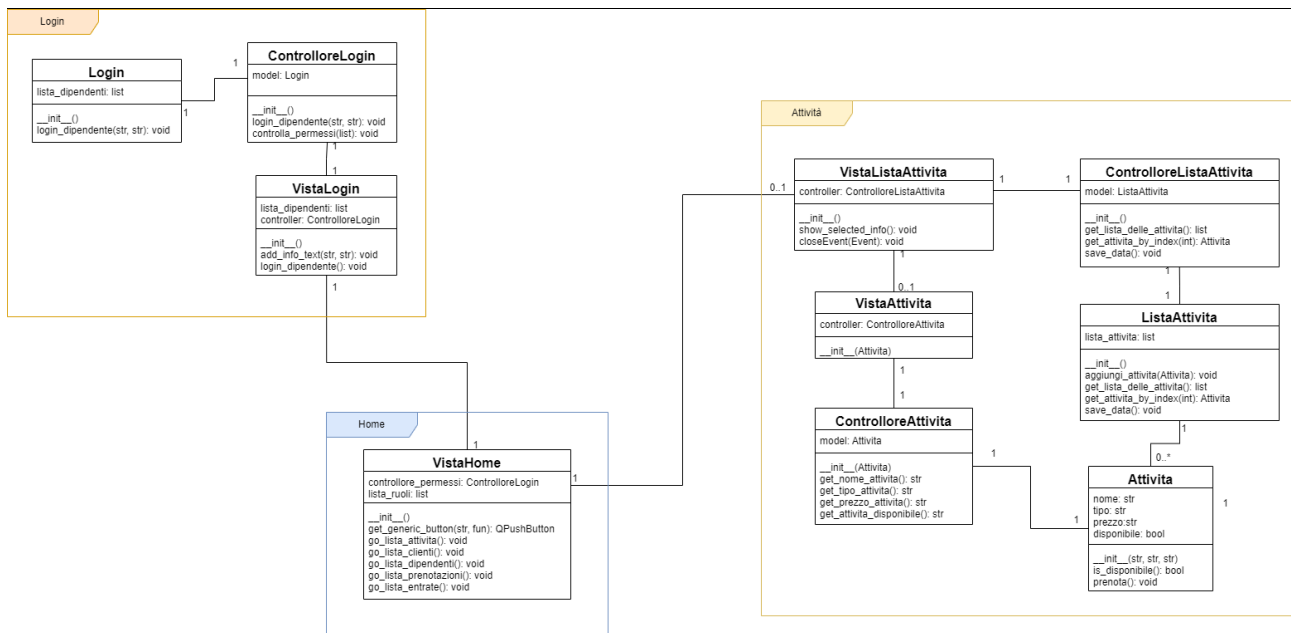 Login
Login
lista_dipendenti: list
__init__()
login_dipendente(str, str): void
1
1
ControlloreLogin
model: Login
__init__()
login_dipendente(str, str): void
controlla_permessi(list): void
1
1
VistaLogin
lista_dipendenti: list
controller: ControlloreLogin
__init__()
add_info_text(str, str): void
login_dipendente(): void
1
Home
1
VistaHome
controllore_permessi: ControlloreLogin
lista_ruoli: list
__init__()
get_generic_button(str, fun): QPushButton
go_lista_attivita(): void
go_lista_clienti(): void
go_lista_dipendenti(): void
go_lista_prenotazioni(): void
go_lista_entrate(): void
1
0..1
Attività
VistaListaAttivita
controller: ControlloreListaAttivita
__init__()
show_selected_info(): void
closeEvent(Event): void
1
1
ControlloreListaAttivita
model: ListaAttivita
__init__()
get_lista_delle_attivita(): list
get_attivita_by_index(int): Attivita
save_data(): void
1
0..1
VistaAttivita
controller: ControlloreAttivita
__init__(Attivita)
1
1
ListaAttivita
lista_attivita: list
__init__()
aggiungi_attivita(Attivita): void
get_lista_delle_attivita(): list
get_attivita_by_index(int): Attivita
save_data(): void
1
1
ControlloreAttivita
model: Attivita
__init__(Attivita)
get_nome_attivita(): str
get_tipo_attivita(): str
get_prezzo_attivita(): str
get_attivita_disponibile(): str
1
1
1
0..*
Attivita
nome: str
tipo: str
prezzo:str
disponibile: bool
__init__(str, str, str)
is_disponibile(): bool
prenota(): void
1